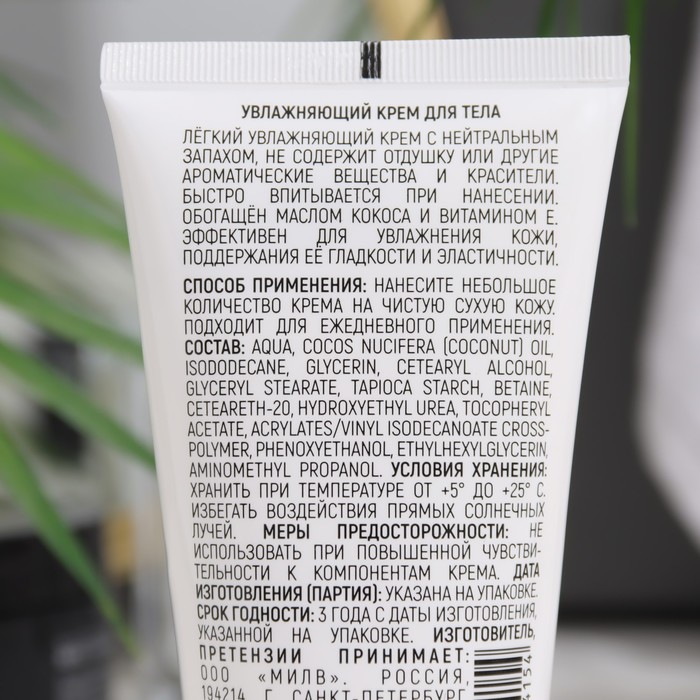 УВЛАЖНЯЮЩИЙ КРЕМ ДЛЯ ТЕЛА
ЛЁГКИЙ УВЛАЖНЯЮЩИЙ КРЕМ С НЕЙТРАЛЬНЫМ
ЗАПАХОМ, НЕ СОДЕРЖИТ ОТДУШКУ ИЛИ ДРУГИЕ
АРОМАТИЧЕСКИЕ ВЕЩЕСТВА И КРАСИТЕЛИ.
БЫСТРО ВПИТЫВАЕТСЯ ПРИ НАНЕСЕНИИ.
ОБОГАЩЁН МАСЛОМ КОКОСА И ВИТАМИНОМ Е.
ЭФФЕКТИВЕН ДЛЯ УВЛАЖНЕНИЯ КОЖИ,
ПОДДЕРЖАНИЯ ЕЁ ГЛАДКОСТИ И ЭЛАСТИЧНОСТИ.
СПОСОБ ПРИМЕНЕНИЯ: НАНЕСИТЕ НЕБОЛЬШОЕ
КОЛИЧЕСТВО КРЕМА НА ЧИСТУЮ СУХУЮ КОЖУ.
ПОДХОДИТ ДЛЯ ЕЖЕДНЕВНОГО ПРИМЕНЕНИЯ.
СОСТАВ: AQUA, COCOS NUCIFERA (COCONUT) OIL,
ISODODECANE, GLYCERIN, CETEARYL ALCOHOL,
GLYCERYL STEARATE, TAPIOCA STARCH, BETAINE,
CETEARETH-20, HYDROXYETHYL UREA, TOCOPHERYL
ACETATE, ACRYLATES/VINYL ISODECANOATE CROSS-
POLYMER, PHENOXYETHANOL, ETHYLHEXYLGLYCERIN,
AMINOMETHYL PROPANOL. УСЛОВИЯ ХРАНЕНИЯ:
ХРАНИТЬ ПРИ ТЕМПЕРАТУРЕ ОТ +5° ДО +25° С.
ИЗБЕГАТЬ ВОЗДЕЙСТВИЯ ПРЯМЫХ СОЛНЕЧНЫХ
ЛУЧЕЙ. МЕРЫ ПРЕДОСТОРОЖНОСТИ: НЕ
ИСПОЛЬЗОВАТЬ ПРИ ПОВЫШЕННОЙ ЧУВСТВИ-
ТЕЛЬНОСТИ К КОМПОНЕНТАМ КРЕМА. ДАТА
ИЗГОТОВЛЕНИЯ (ПАРТИЯ): УКАЗАНА НА УПАКОВКЕ.
СРОК ГОДНОСТИ: 3 ГОДА С ДАТЫ ИЗГОТОВЛЕНИЯ,
УКАЗАННОЙ НА УПАКОВКЕ. ИЗГОТОВИТЕЛЬ,
ПРЕТЕНЗИИ ПРИНИМАЕТ:
ООО «МИЛВ». РОССИЯ,
194214 Г. САНКТ-ПЕТЕРБУРГ
4154